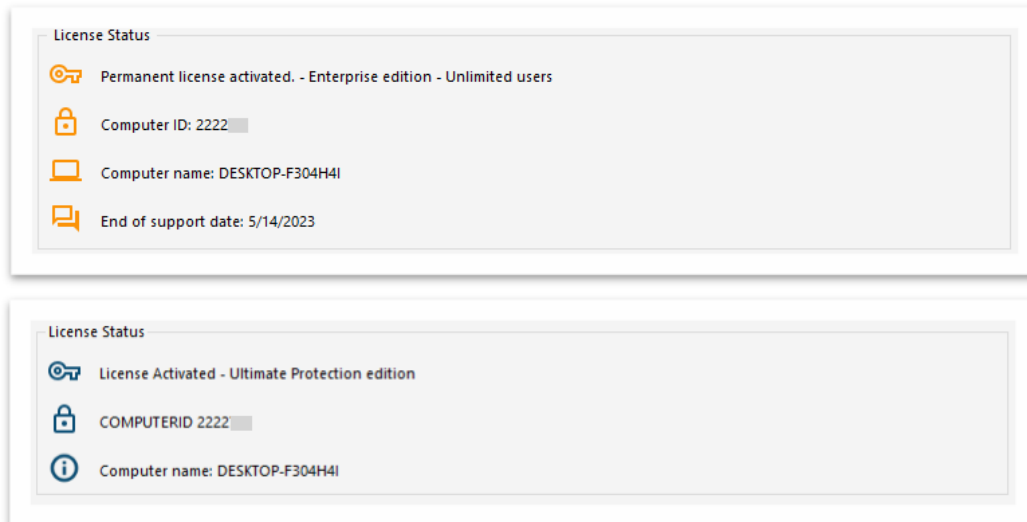 License Status
Permanent license activated. - Enterprise edition - Unlimited users
Computer ID: 2222
Computer name: DESKTOP-F304H4I
End of support date: 5/14/2023
License Status
License Activated - Ultimate Protection edition
COMPUTERID 2222
Computer name: DESKTOP-F304H4I